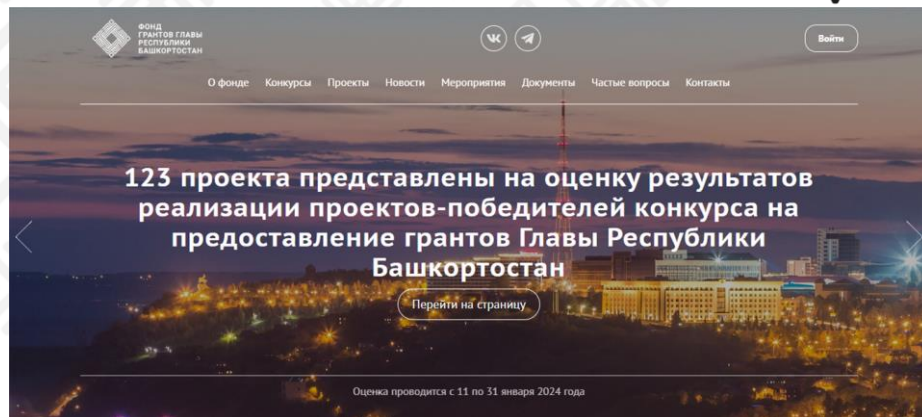 ФОНД
ГРАНТОВ ГЛАВЫ
РЕСПУБЛИКИ
БАШКОРТОСТАН
Войти
О фонде Конкурсы Проекты Новости Мероприятия Документы Частые вопросы Контакты
123 проекта представлены на оценку результатов
реализации проектов-победителей конкурса на
предоставление грантов Главы Республики
Башкортостан
Перейти на страницу
Оценка проводится с 11 по 31 января 2024 года